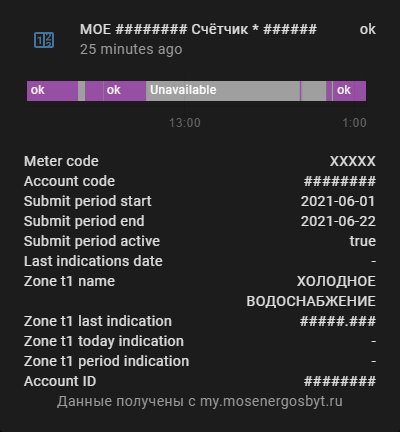 МОЕ ######## Счётчик * ###### ok
25 minutes ago
ok ok Unavailable ok
13:00 1:00
Meter code XXXXX
Account code ########
Submit period start 2021-06-01
Submit period end 2021-06-22
Submit period active true
Last indications date -
Zone t1 name ХОЛОДНОЕ
ВОДОСНАБЖЕНИЕ
Zone t1 last indication #####.###
Zone t1 today indication -
Zone t1 period indication -
Account ID ########
Данные получены с my.mosenergosbyt.ru